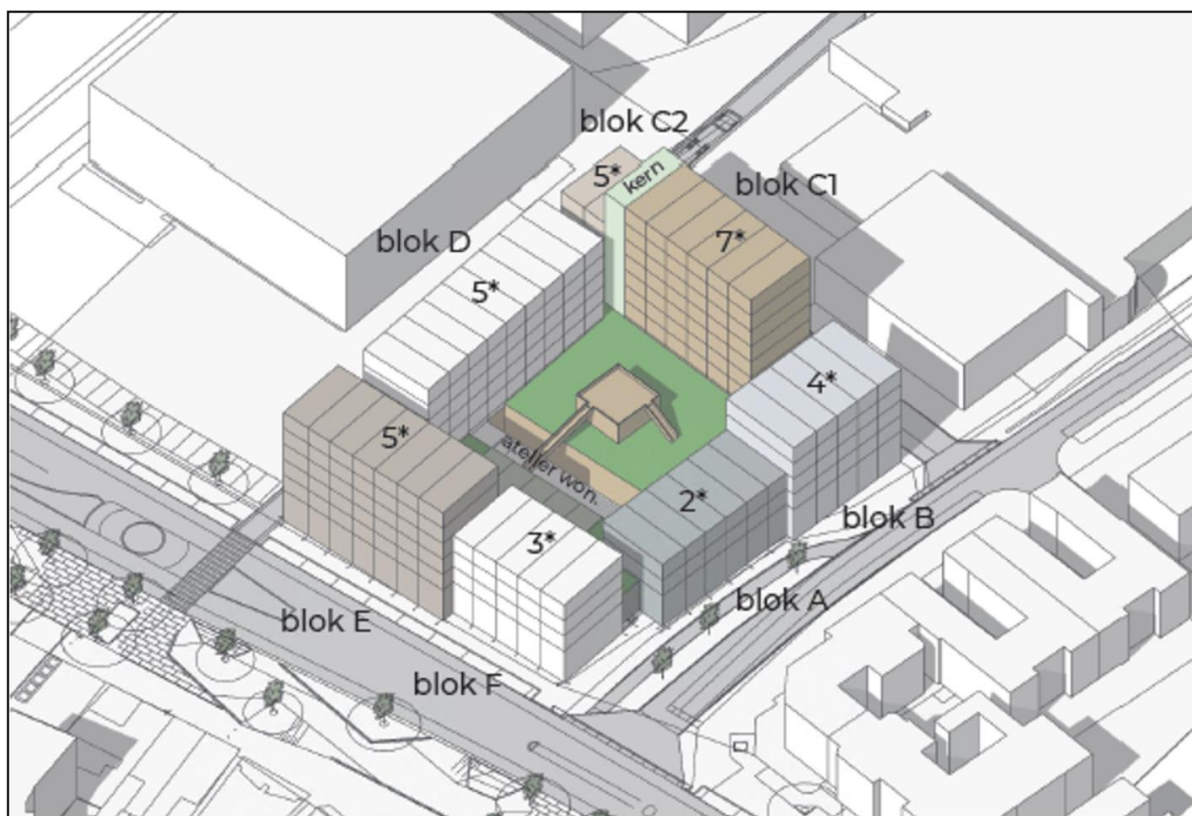 blok C2
5*
kern
blok C1
7*
blok D
5*
4*
5*
atelier won.
2*
3*
blok B
blok A
blok E
blok F